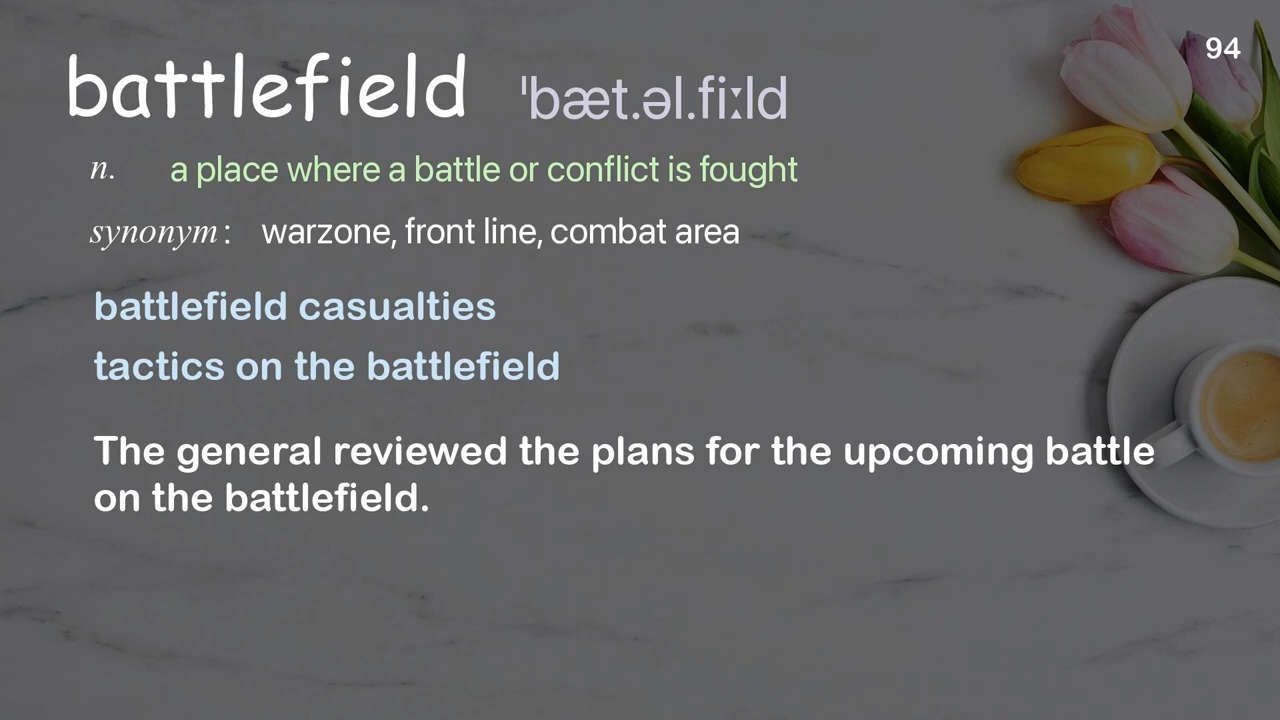 94
battlefield ˈbæt.əl.fiːld
n. a place where a battle or conflict is fought
synonym: warzone, front line, combat area
battlefield casualties
tactics on the battlefield
The general reviewed the plans for the upcoming battle
on the battlefield.